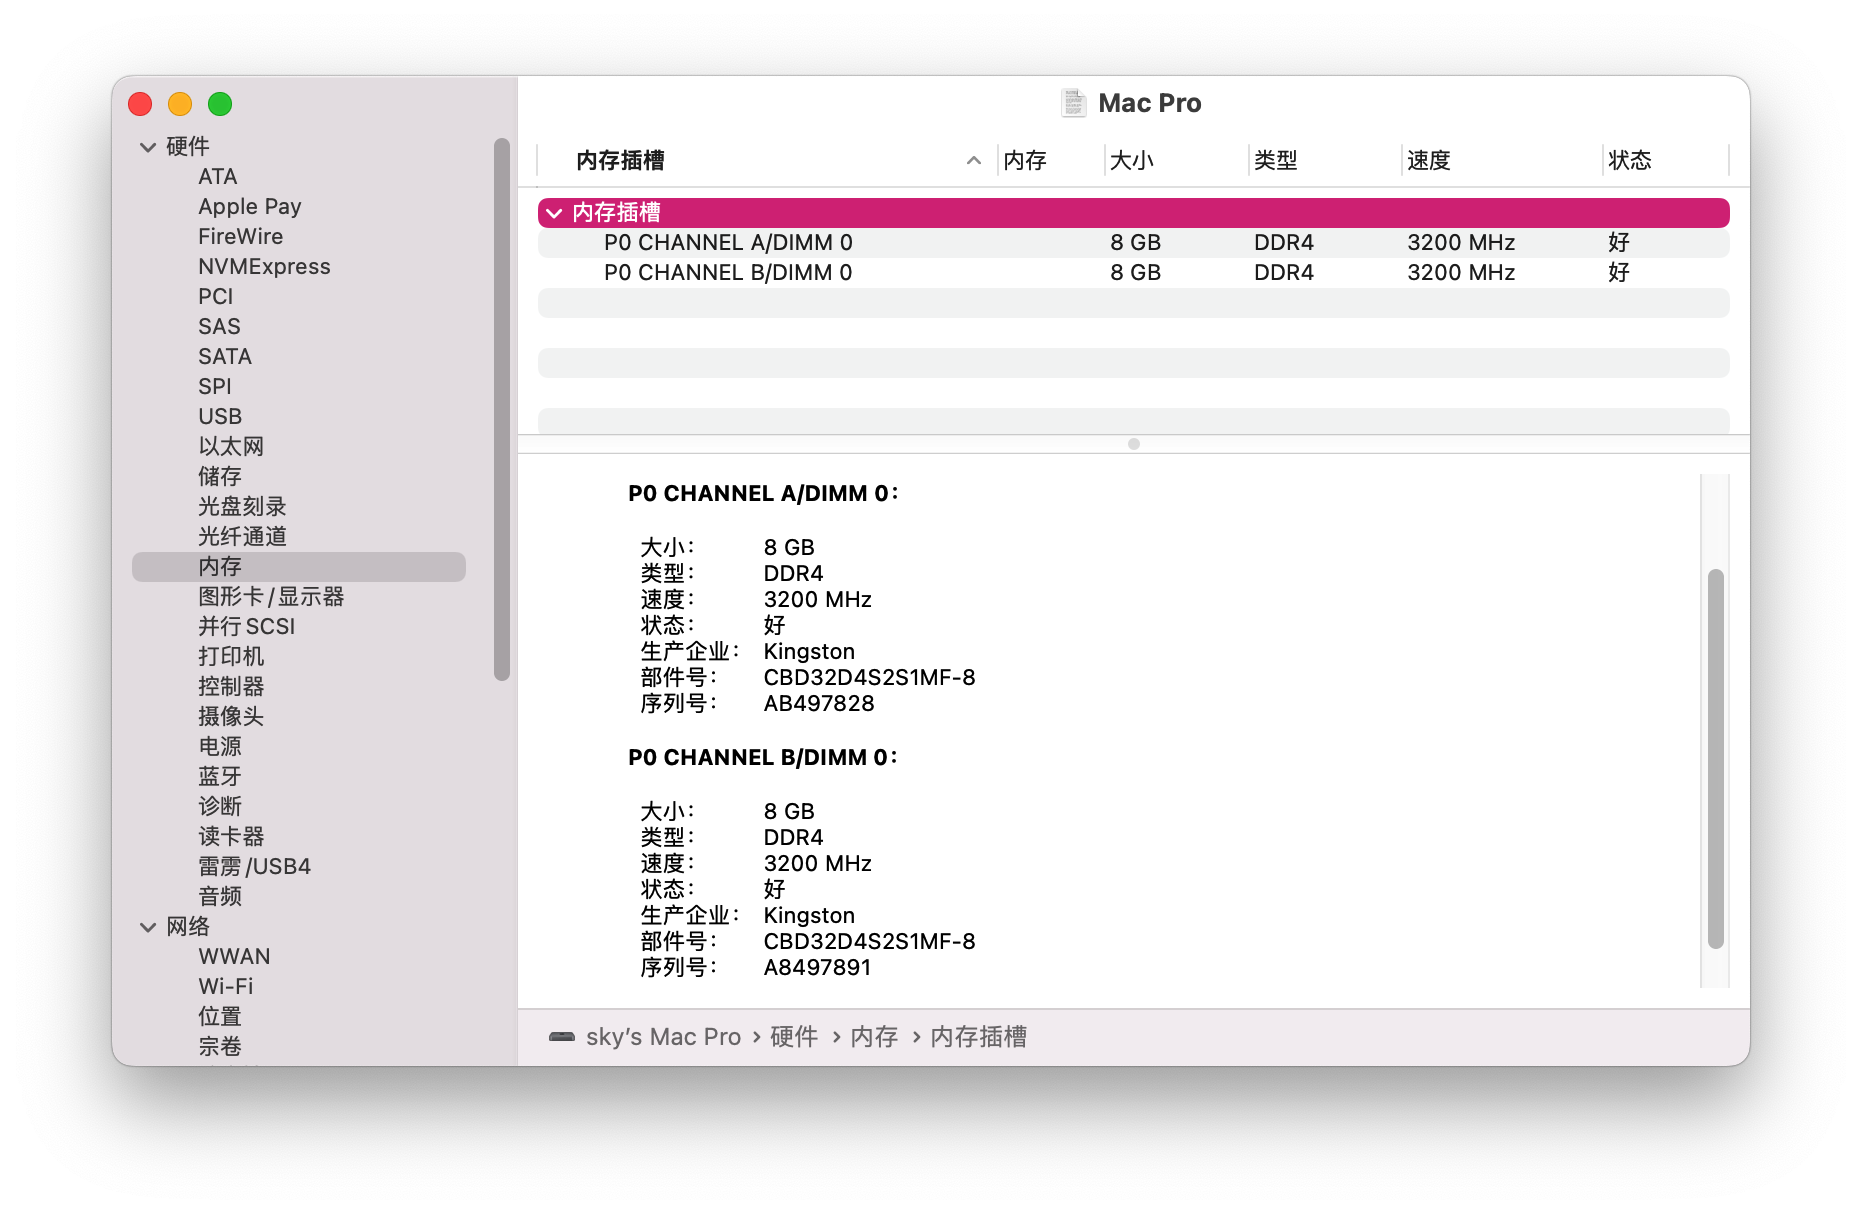 Mac Pro
硬件
ATA
Apple Pay
FireWire
NVMExpress
PCI
SAS
SATA
SPI
USB
以太网
储存
光盘刻录
光纤通道
内存
图形卡/显示器
并行SCSI
打印机
控制器
摄像头
电源
蓝牙
诊断
读卡器
雷雳/USB4
音频
网络
WWAN
Wi-Fi
位置
宗卷
内存插槽 内存 大小 类型 速度 状态
内存插槽
P0 CHANNEL A/DIMM 0 8 GB DDR4 3200 MHz 好
P0 CHANNEL B/DIMM 0 8 GB DDR4 3200 MHz 好
P0 CHANNEL A/DIMM 0：
大小： 8 GB
类型： DDR4
速度： 3200 MHz
状态： 好
生产企业： Kingston
部件号： CBD32D4S2S1MF-8
序列号： AB497828
P0 CHANNEL B/DIMM 0：
大小： 8 GB
类型： DDR4
速度： 3200 MHz
状态： 好
生产企业： Kingston
部件号： CBD32D4S2S1MF-8
序列号： A8497891
sky’s Mac Pro › 硬件 › 内存 › 内存插槽